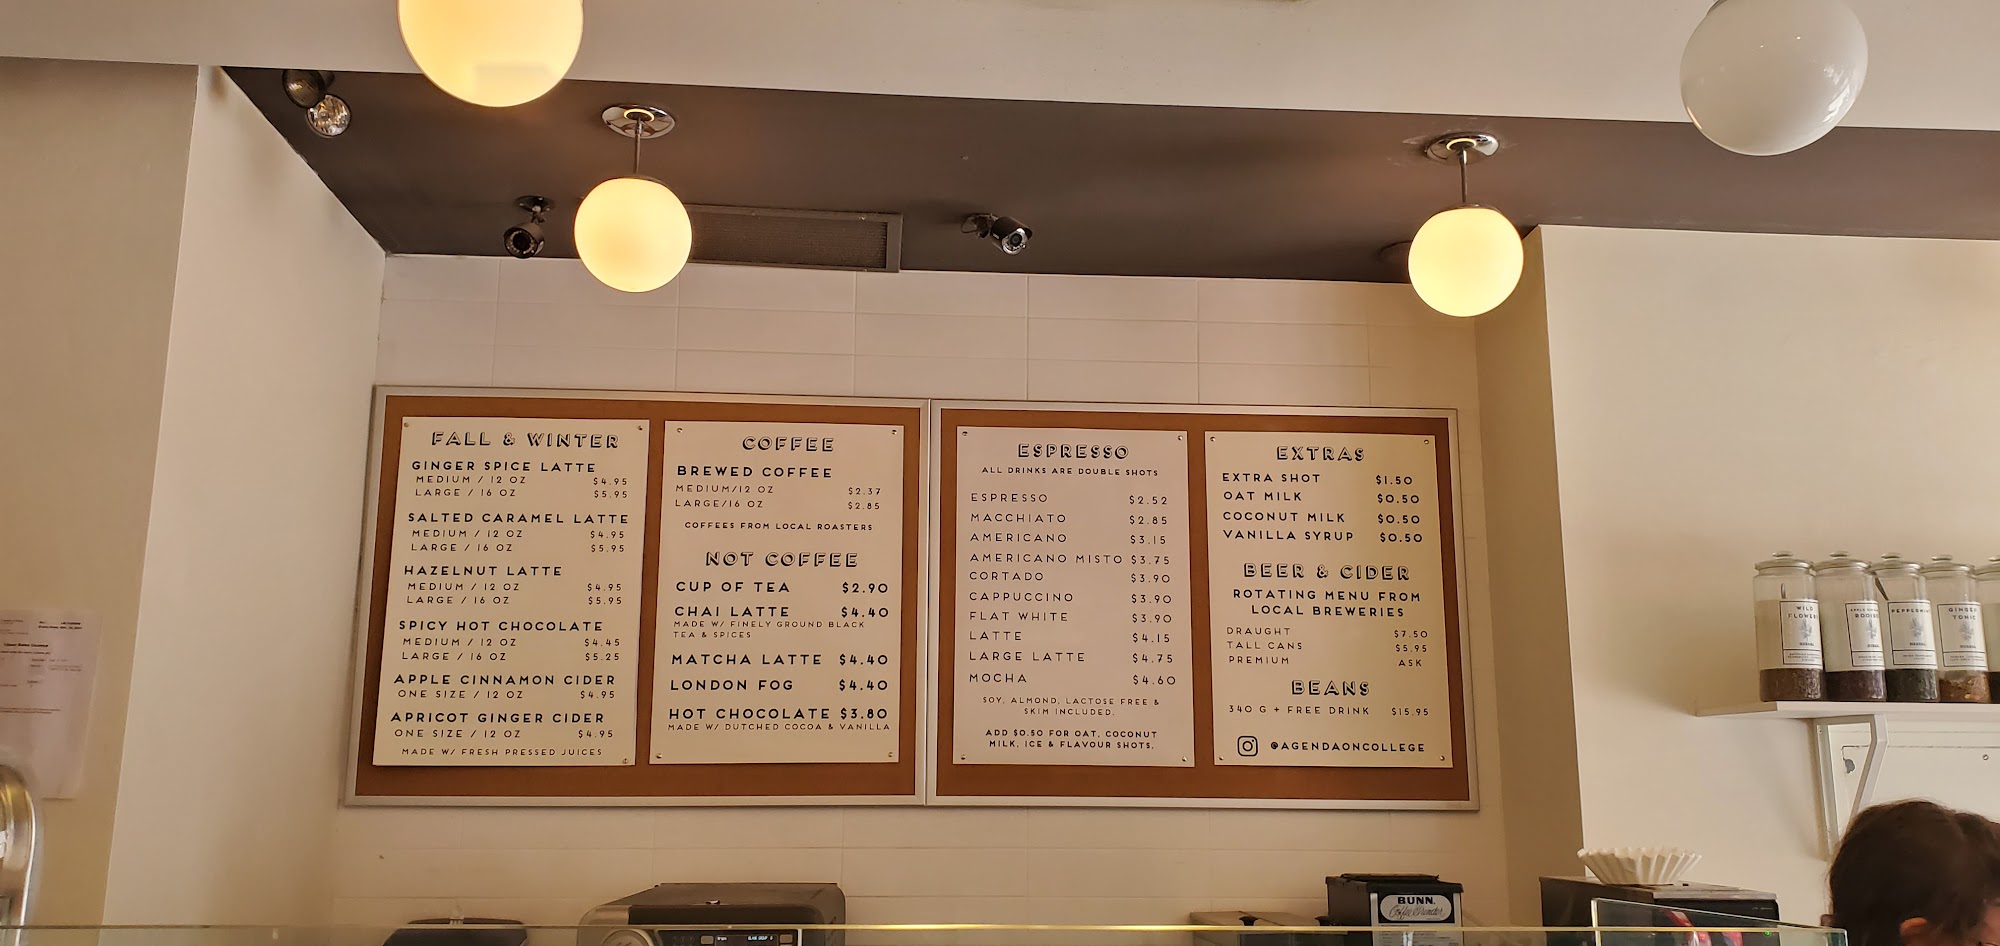 FALL & WINTER
GINGER SPICE LATTE
MEDIUM / 12 OZ $4.95
LARGE / 16 OZ $5.95
SALTED CARAMEL LATTE
MEDIUM / 12 OZ $4.95
LARGE / 16 OZ $5.95
HAZELNUT LATTE
MEDIUM / 12 OZ $4.95
LARGE / 16 OZ $5.95
SPICY HOT CHOCOLATE
MEDIUM / 12 OZ $4.45
LARGE / 16 OZ $5.25
APPLE CINNAMON CIDER
ONE SIZE / 12 OZ $4.95
APRICOT GINGER CIDER
ONE SIZE / 12 OZ $4.95
MADE W/ FRESH PRESSED JUICES
COFFEE
BREWED COFFEE
MEDIUM/12 OZ $2.37
LARGE/16 OZ $2.85
COFFEES FROM LOCAL ROASTERS
NOT COFFEE
CUP OF TEA $2.90
CHAI LATTE $4.40
MADE W/ FINELY GROUND BLACK
TEA & SPICES
MATCHA LATTE $4.40
LONDON FOG $4.40
HOT CHOCOLATE $3.80
MADE W/ DUTCHED COCOA & VANILLA
ESPRESSO
ALL DRINKS ARE DOUBLE SHOTS
ESPRESSO $2.52
MACCHIATO $2.85
AMERICANO $3.15
AMERICANO MISTO $3.75
CORTADO $3.90
CAPPUCCINO $3.90
FLAT WHITE $3.90
LATTE $4.15
LARGE LATTE $4.75
MOCHA $4.60
SOY, ALMOND, LACTOSE FREE &
SKIM INCLUDED.
ADD $0.50 FOR OAT, COCONUT
MILK, ICE & FLAVOUR SHOTS.
EXTRAS
EXTRA SHOT $1.50
OAT MILK $0.50
COCONUT MILK $0.50
VANILLA SYRUP $0.50
BEER & CIDER
ROTATING MENU FROM
LOCAL BREWERIES
DRAUGHT $7.50
TALL CANS $5.95
PREMIUM ASK
BEANS
340 G + FREE DRINK $15.95
@AGENDAONCOLLEGE
WILD
FLOWERS
PEPPERMINT
GINGER
TONIC
BUNN
Coffee Grinder